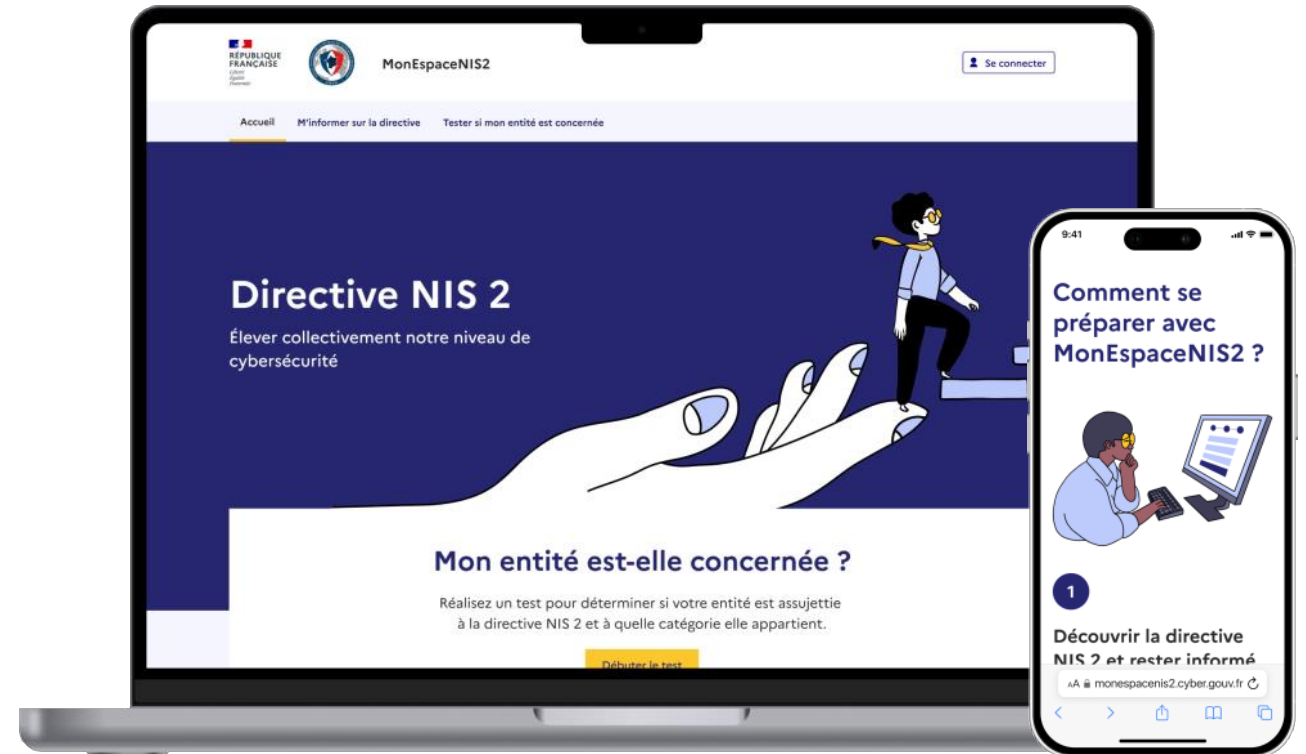 RÉPUBLIQUE
FRANÇAISE
Liberté
Égalité
Fraternité
MonEspaceNIS2
Se connecter
Accueil M'informer sur la directive Tester si mon entité est concernée
Directive NIS 2
Élever collectivement notre niveau de
cybersécurité
Mon entité est-elle concernée ?
Réalisez un test pour déterminer si votre entité est assujettie
à la directive NIS 2 et à quelle catégorie elle appartient.
Débuter le test
9:41
Comment se
préparer avec
MonEspaceNIS2 ?
1
Découvrir la directive
NIS 2 et rester informé
AA monespacenis2.cyber.gouv.fr